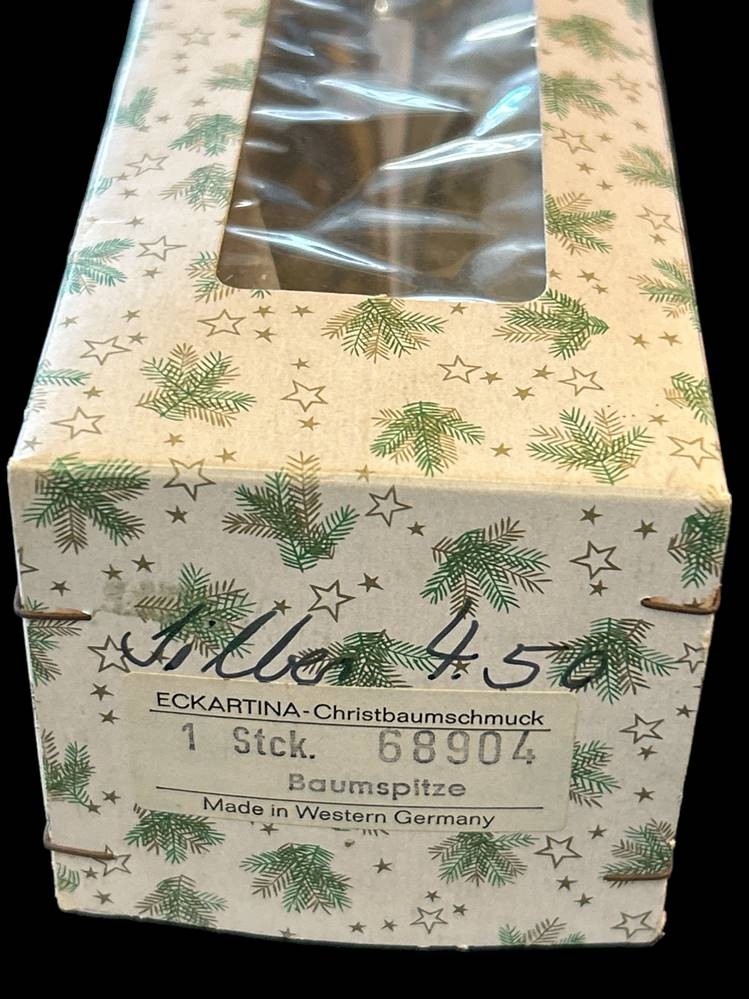 Silber 4.50
ECKARTINA-Christbaumschmuck
1 Stck. 68904
Baumspitze
Made in Western Germany